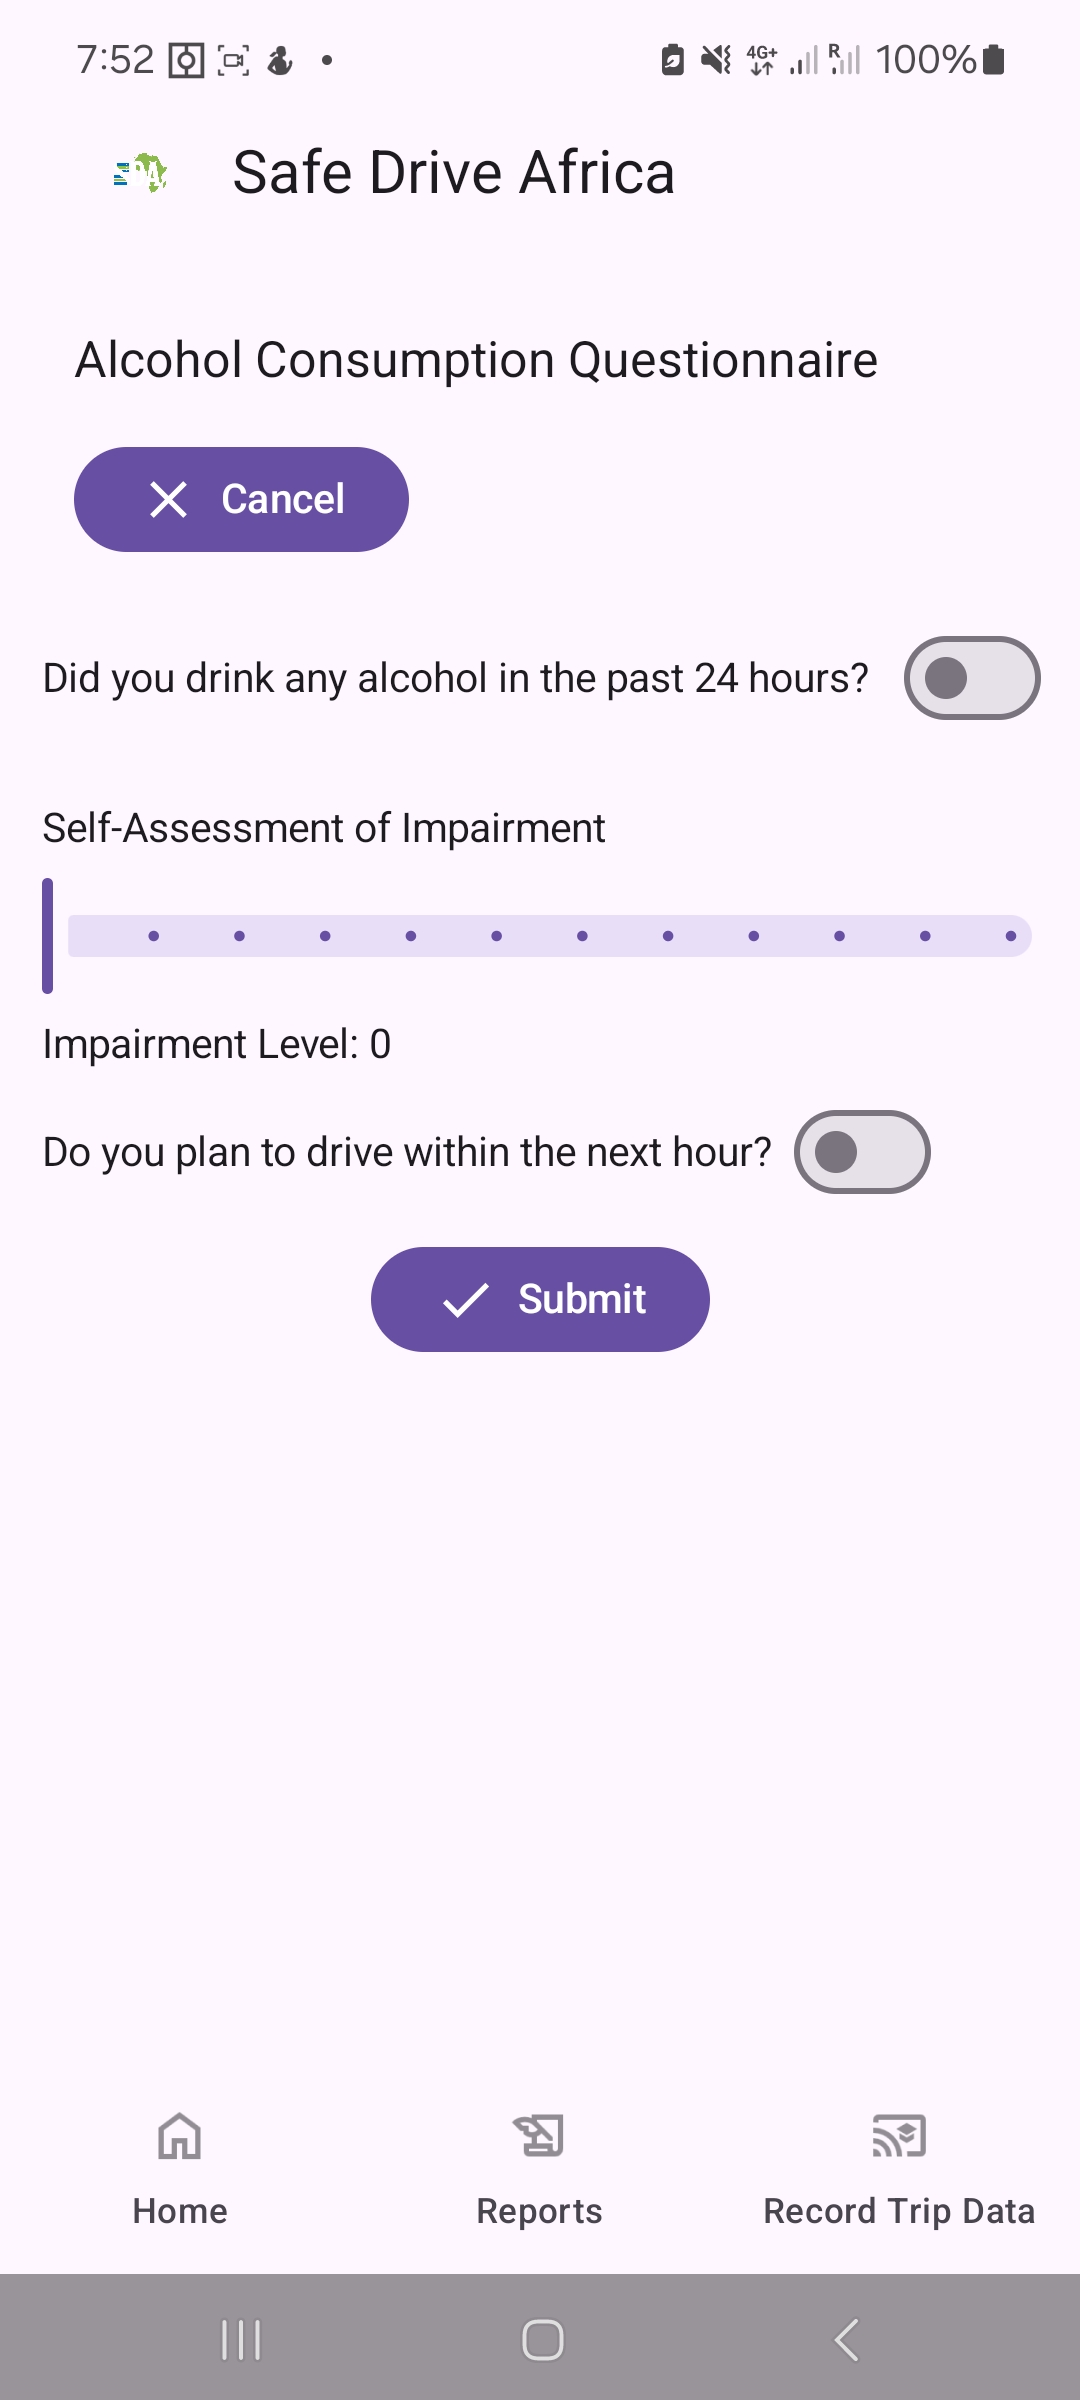 7:52 4G+ R 100%
Safe Drive Africa
Alcohol Consumption Questionnaire
Cancel
Did you drink any alcohol in the past 24 hours?
Self-Assessment of Impairment
Impairment Level: 0
Do you plan to drive within the next hour?
Submit
Home Reports Record Trip Data